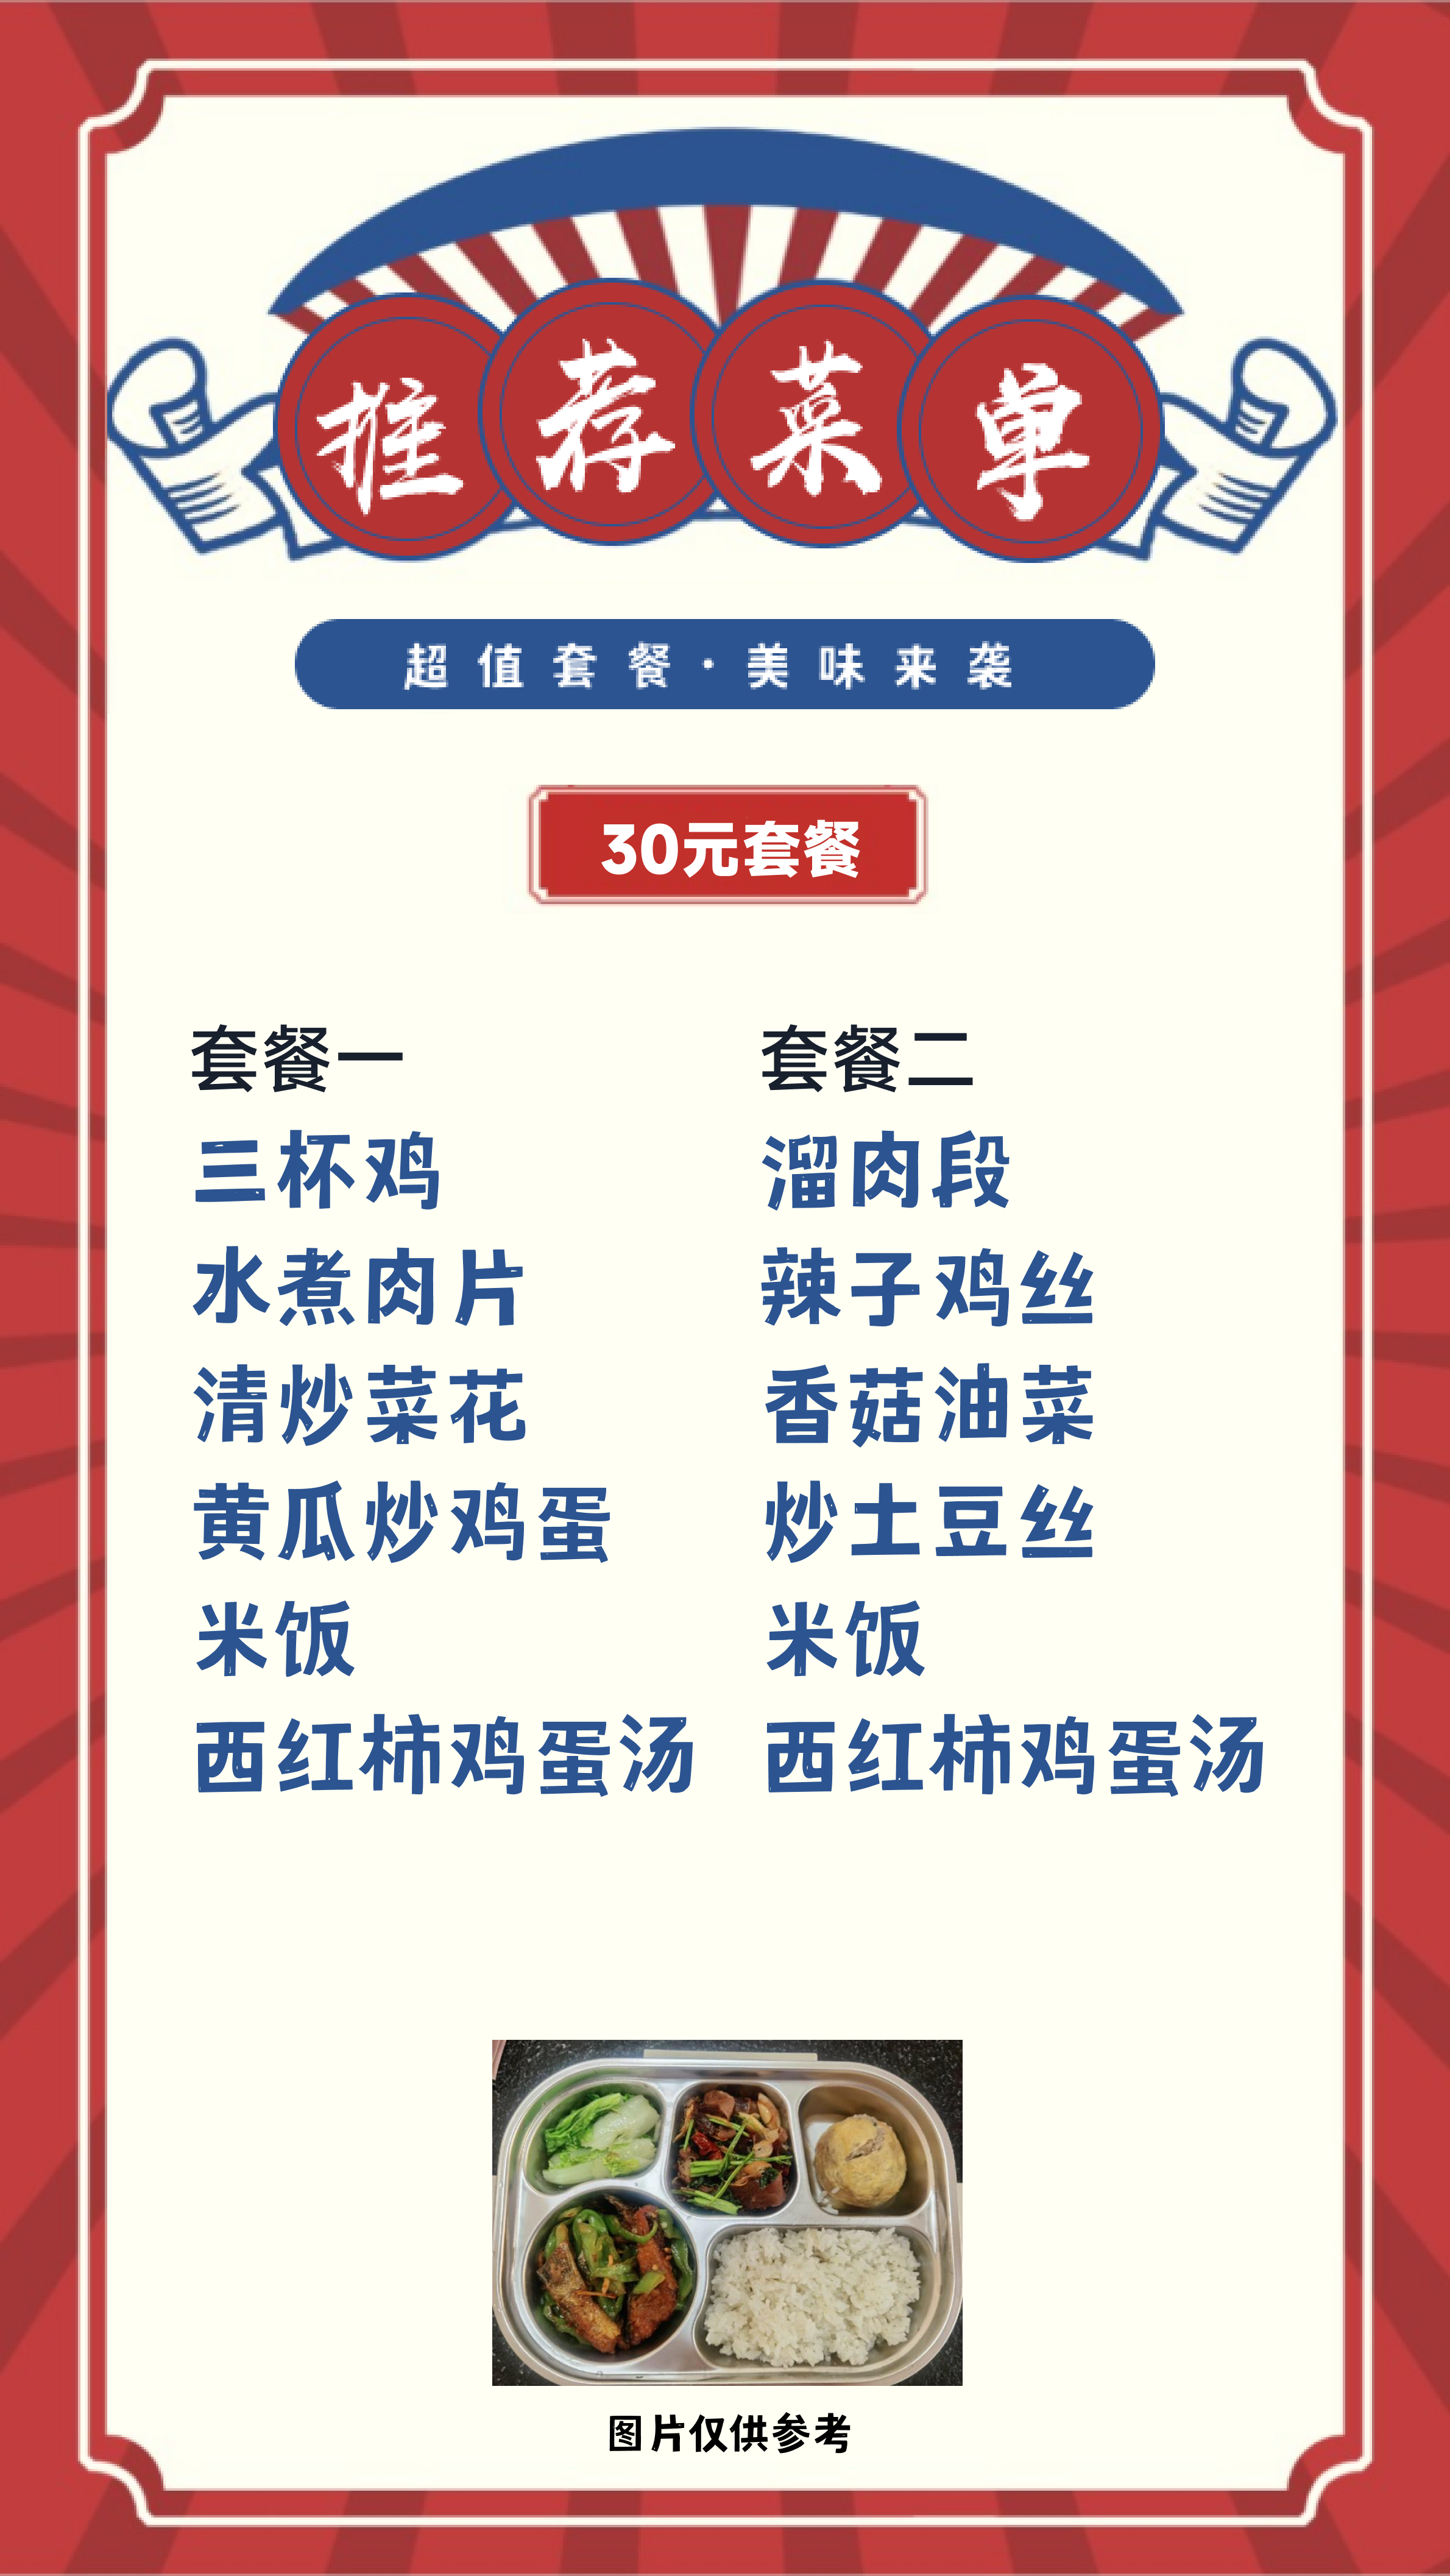 推荐菜单
超值套餐·美味来袭
30元套餐
套餐一
三杯鸡
水煮肉片
清炒菜花
黄瓜炒鸡蛋
米饭
西红柿鸡蛋汤
套餐二
溜肉段
辣子鸡丝
香菇油菜
炒土豆丝
米饭
西红柿鸡蛋汤
图片仅供参考